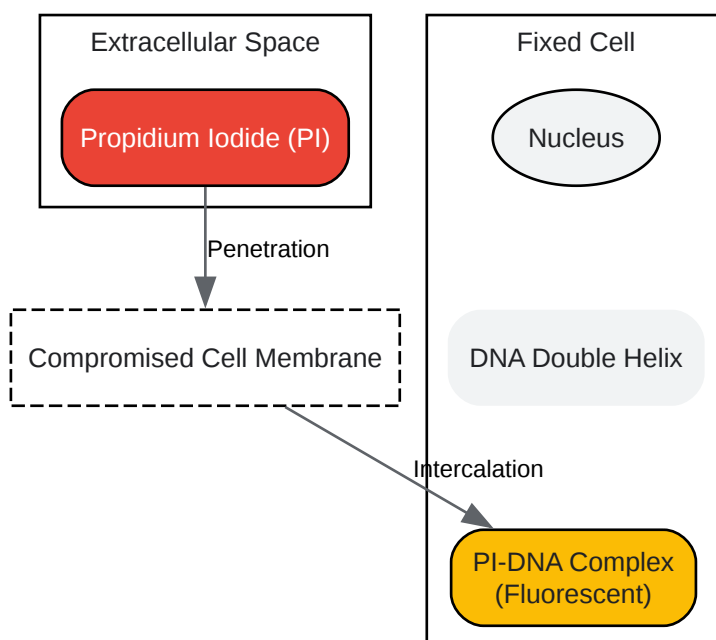 Extracellular Space
Propidium Iodide (PI)
Penetration
Compromised Cell Membrane
Intercalation
Fixed Cell
Nucleus
DNA Double Helix
PI-DNA Complex
(Fluorescent)